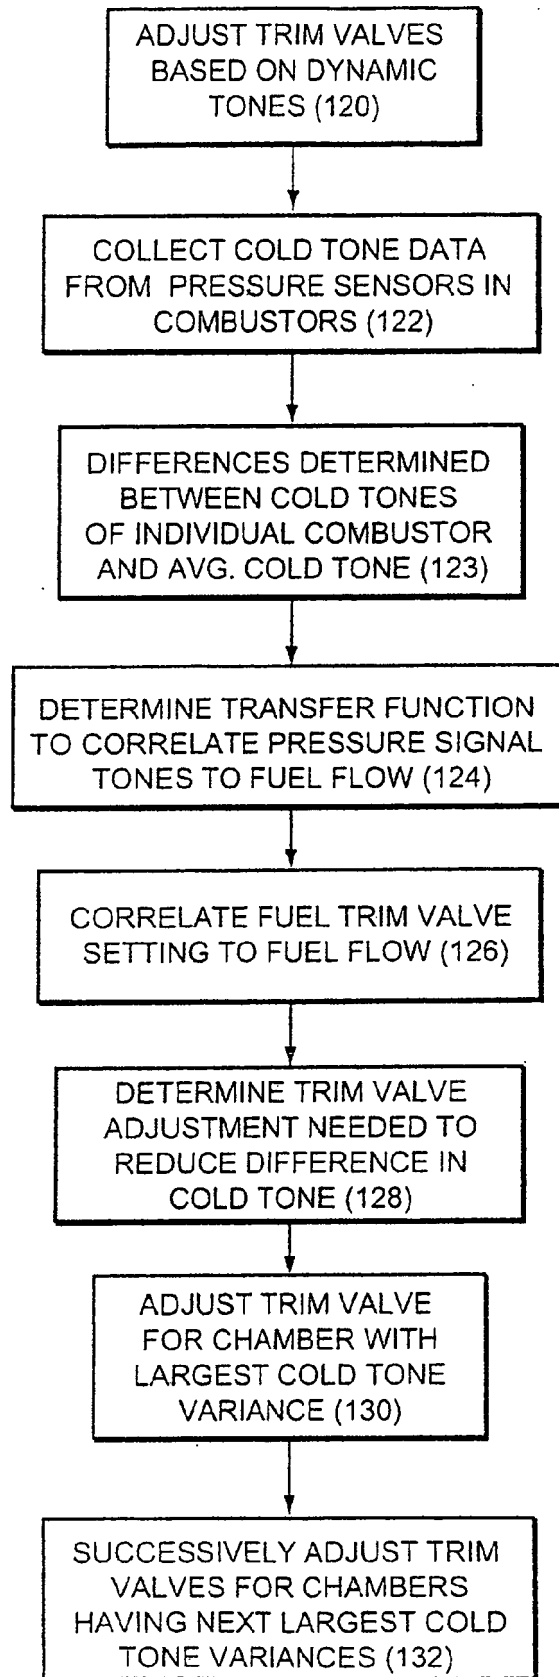 ADJUST TRIM VALVES
BASED ON DYNAMIC
TONES (120)
COLLECT COLD TONE DATA
FROM PRESSURE SENSORS IN
COMBUSTORS (122)
DIFFERENCES DETERMINED
BETWEEN COLD TONES
OF INDIVIDUAL COMBUSTOR
AND AVG. COLD TONE (123)
DETERMINE TRANSFER FUNCTION
TO CORRELATE PRESSURE SIGNAL
TONES TO FUEL FLOW (124)
CORRELATE FUEL TRIM VALVE
SETTING TO FUEL FLOW (126)
DETERMINE TRIM VALVE
ADJUSTMENT NEEDED TO
REDUCE DIFFERENCE IN
COLD TONE (128)
ADJUST TRIM VALVE
FOR CHAMBER WITH
LARGEST COLD TONE
VARIANCE (130)
SUCCESSIVELY ADJUST TRIM
VALVES FOR CHAMBERS
HAVING NEXT LARGEST COLD
TONE VARIANCES (132)